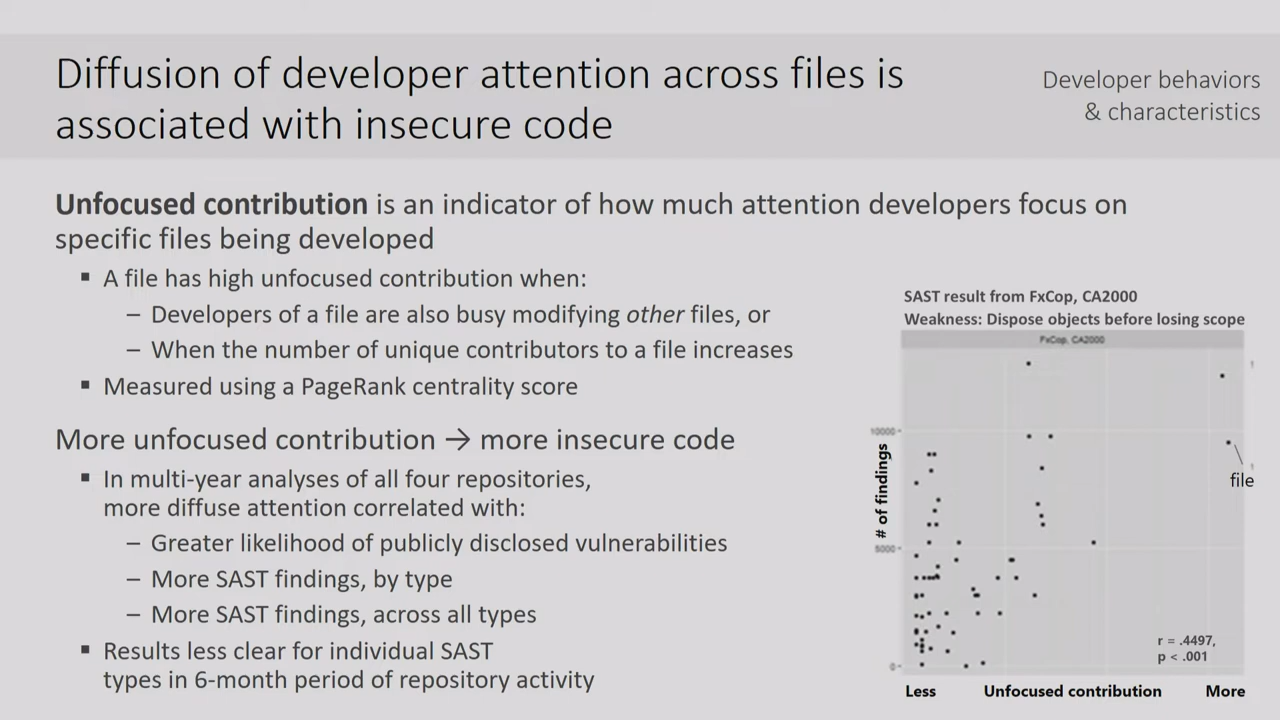 Diffusion of developer attention across files is
associated with insecure code
Developer behaviors
& characteristics
Unfocused contribution is an indicator of how much attention developers focus on
specific files being developed
▪ A file has high unfocused contribution when:
– Developers of a file are also busy modifying other files, or
– When the number of unique contributors to a file increases
▪ Measured using a PageRank centrality score
More unfocused contribution → more insecure code
▪ In multi-year analyses of all four repositories,
more diffuse attention correlated with:
– Greater likelihood of publicly disclosed vulnerabilities
– More SAST findings, by type
– More SAST findings, across all types
▪ Results less clear for individual SAST
types in 6-month period of repository activity
SAST result from FxCop, CA2000
Weakness: Dispose objects before losing scope
FxCop, CA2000
# of findings
10000
5000
0
file
r = .4497,
p < .001
Less
Unfocused contribution
More